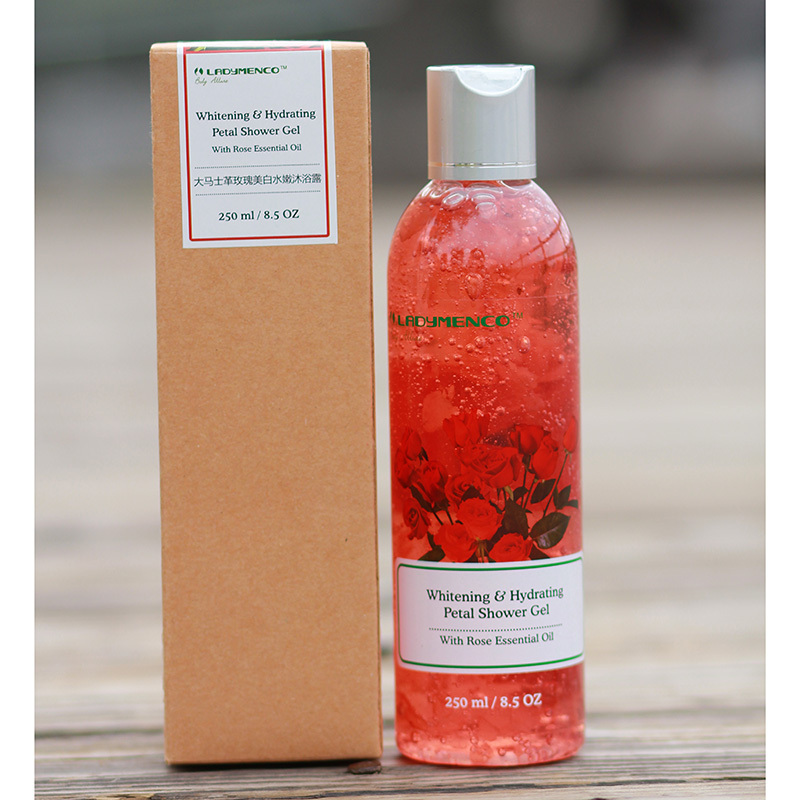 LADYMENCO™
Body Allure
Whitening & Hydrating
Petal Shower Gel
With Rose Essential Oil
大马士革玫瑰美白水嫩沐浴露
250 ml / 8.5 OZ
LADYMENCO™
Whitening & Hydrating
Petal Shower Gel
With Rose Essential Oil
250 ml / 8.5 OZ